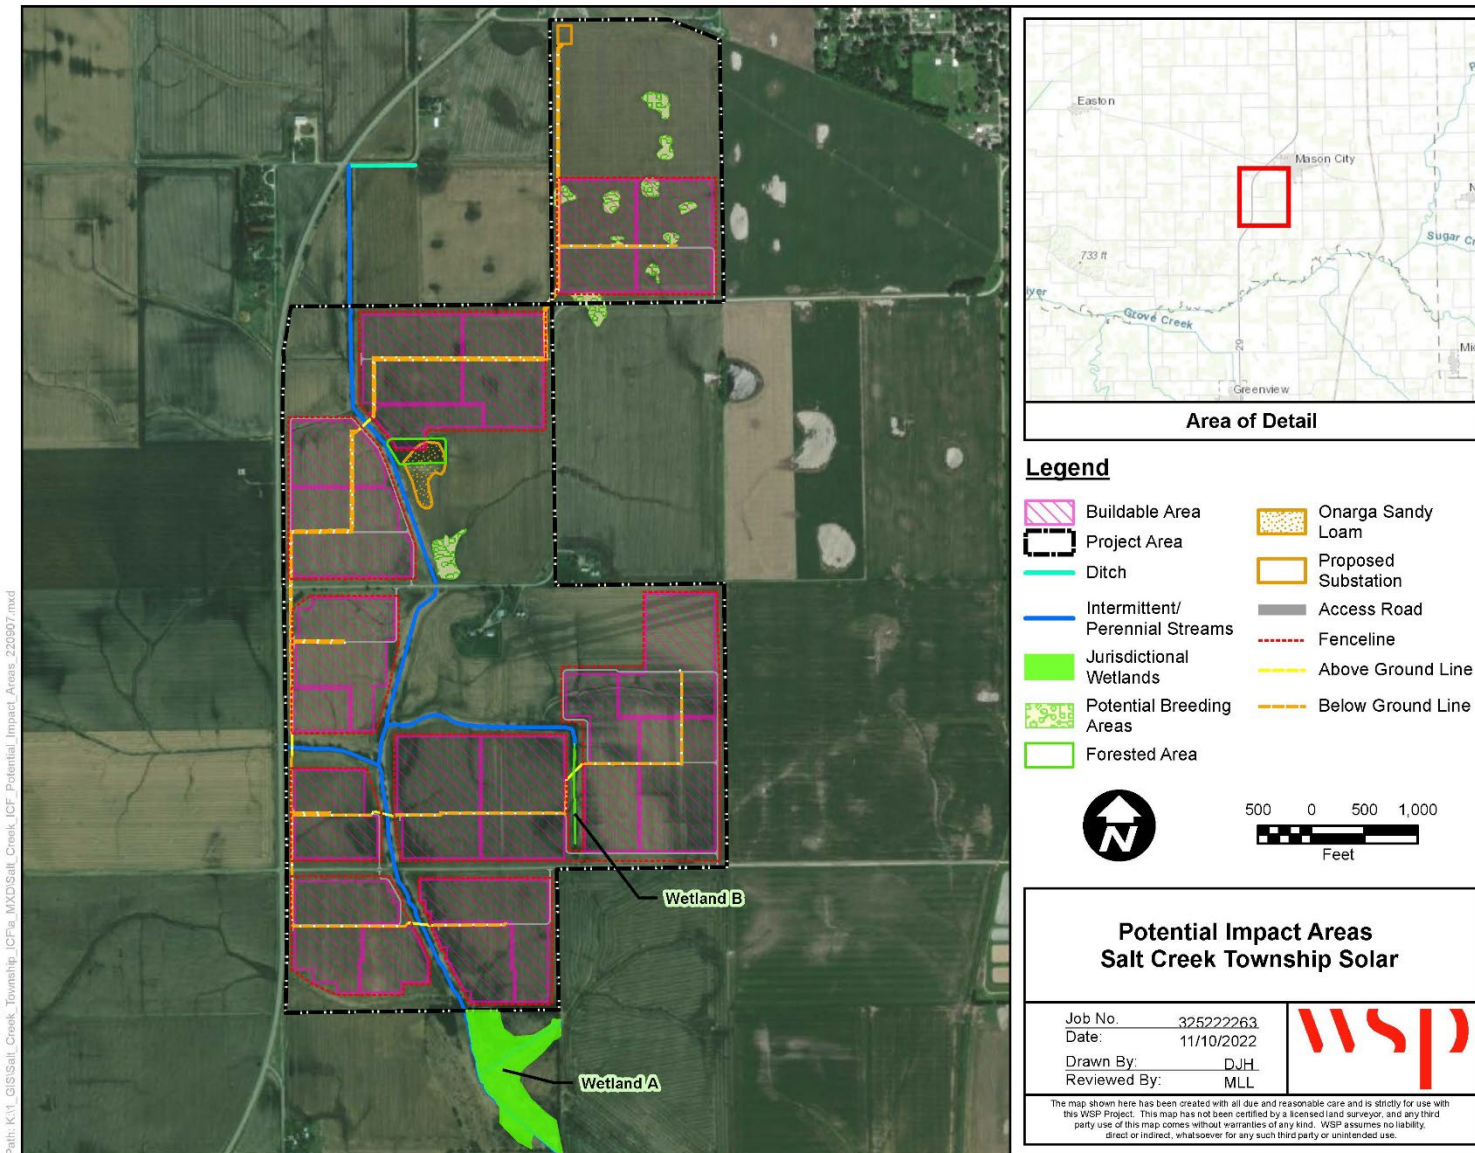 Easton
Mason City
733 ft
Sugar Cr
iver
Grove Creek
29
Mic
Greenview
Area of Detail
Legend
Buildable Area
Project Area
Ditch
Intermittent/
Perennial Streams
Jurisdictional
Wetlands
Potential Breeding
Areas
Forested Area
Onarga Sandy
Loam
Proposed
Substation
Access Road
Fenceline
Above Ground Line
Below Ground Line
N
500 0 500 1,000
Feet
Wetland B
Wetland A
Potential Impact Areas
Salt Creek Township Solar
Job No. 325222263
Date: 11/10/2022
Drawn By: DJH
Reviewed By: MLL
wsp
The map shown here has been created with all due and reasonable care and is strictly for use with
this WSP Project. This map has not been certified by a licensed land surveyor, and any third
party use of this map comes without warranties of any kind. WSP assumes no liability,
direct or indirect, whatsoever for any such third party or unintended use.
Path: K:\1_GIS\Salt_Creek_Township_ICF\a_MXD\Salt_Creek_ICF_Potential_Impact_Areas_220907.mxd